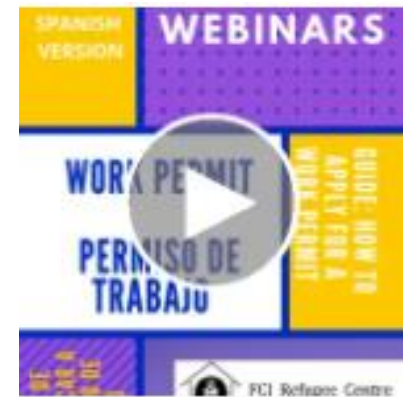 SPANISH
VERSION
WEBINARS
WORK PERMIT
PERMISO DE
TRABAJO
GUIDE: HOW TO
APPLY FOR A
WORK PERMIT
FCJ Refugee Centre